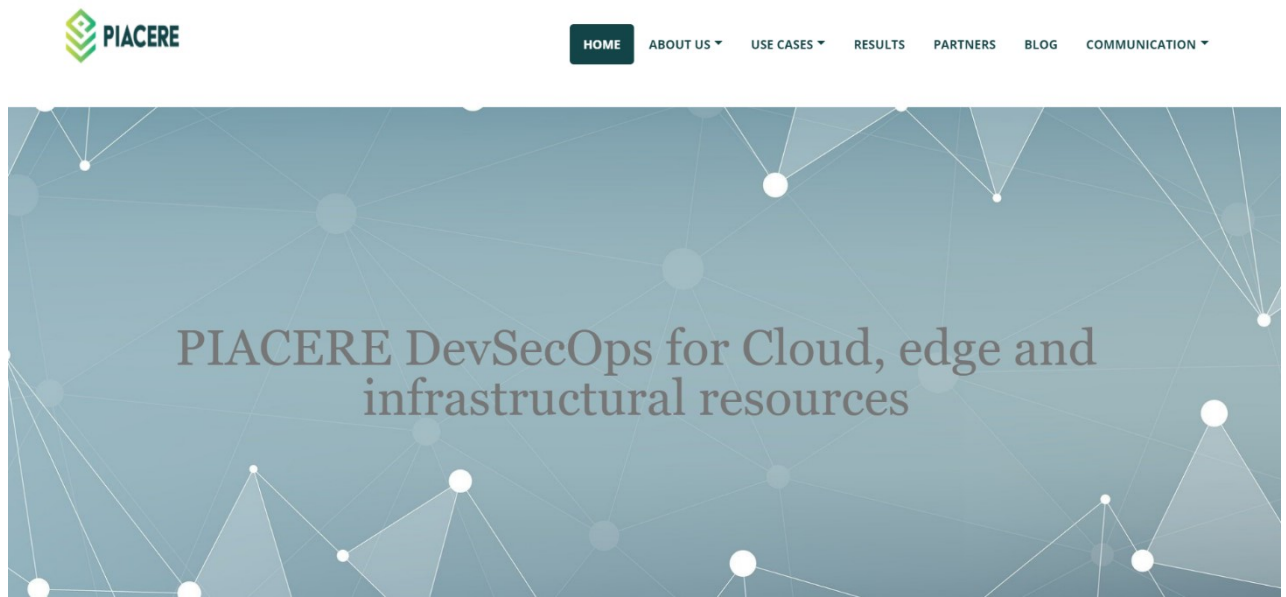 PIACERE
HOME ABOUT US USE CASES RESULTS PARTNERS BLOG COMMUNICATION
PIACERE DevSecOps for Cloud, edge and
infrastructural resources